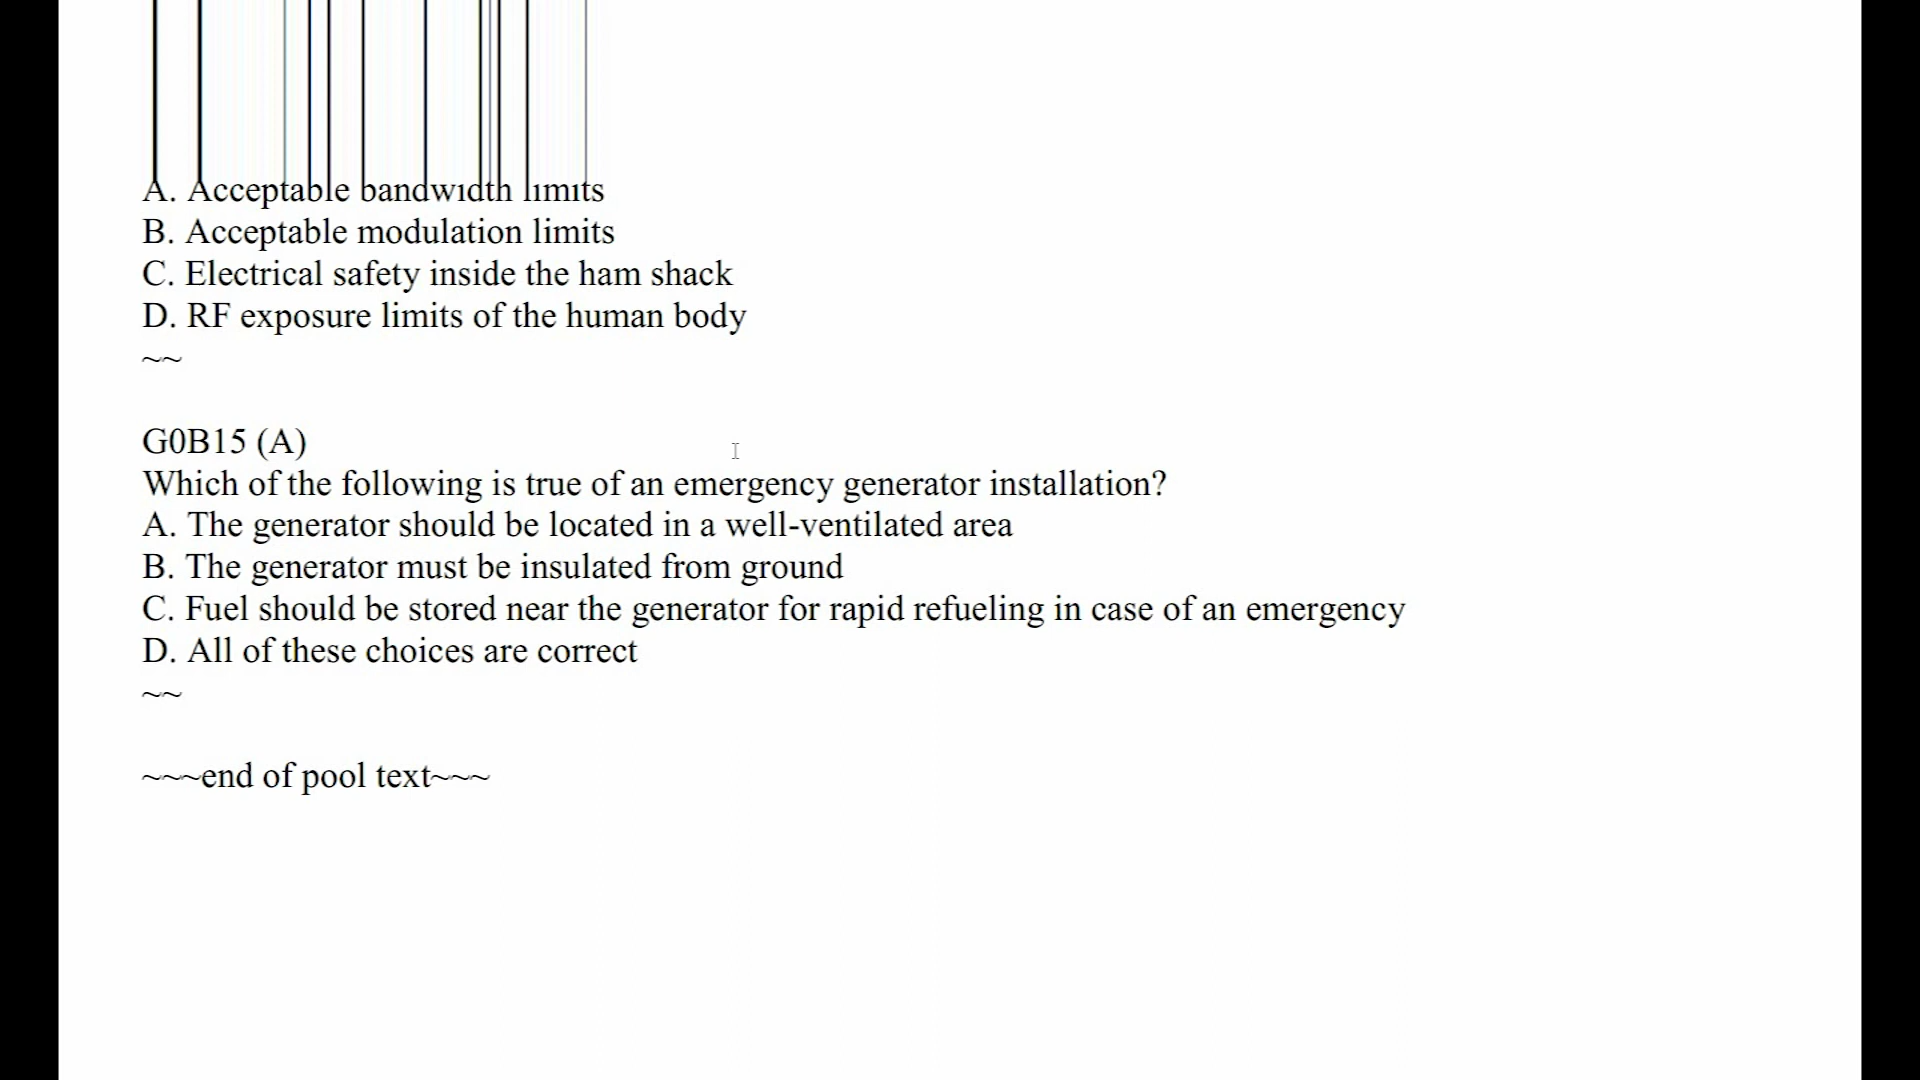 A. Acceptable bandwidth limits
B. Acceptable modulation limits
C. Electrical safety inside the ham shack
D. RF exposure limits of the human body
~~
G0B15 (A)
Which of the following is true of an emergency generator installation?
A. The generator should be located in a well-ventilated area
B. The generator must be insulated from ground
C. Fuel should be stored near the generator for rapid refueling in case of an emergency
D. All of these choices are correct
~~
~~~end of pool text~~~